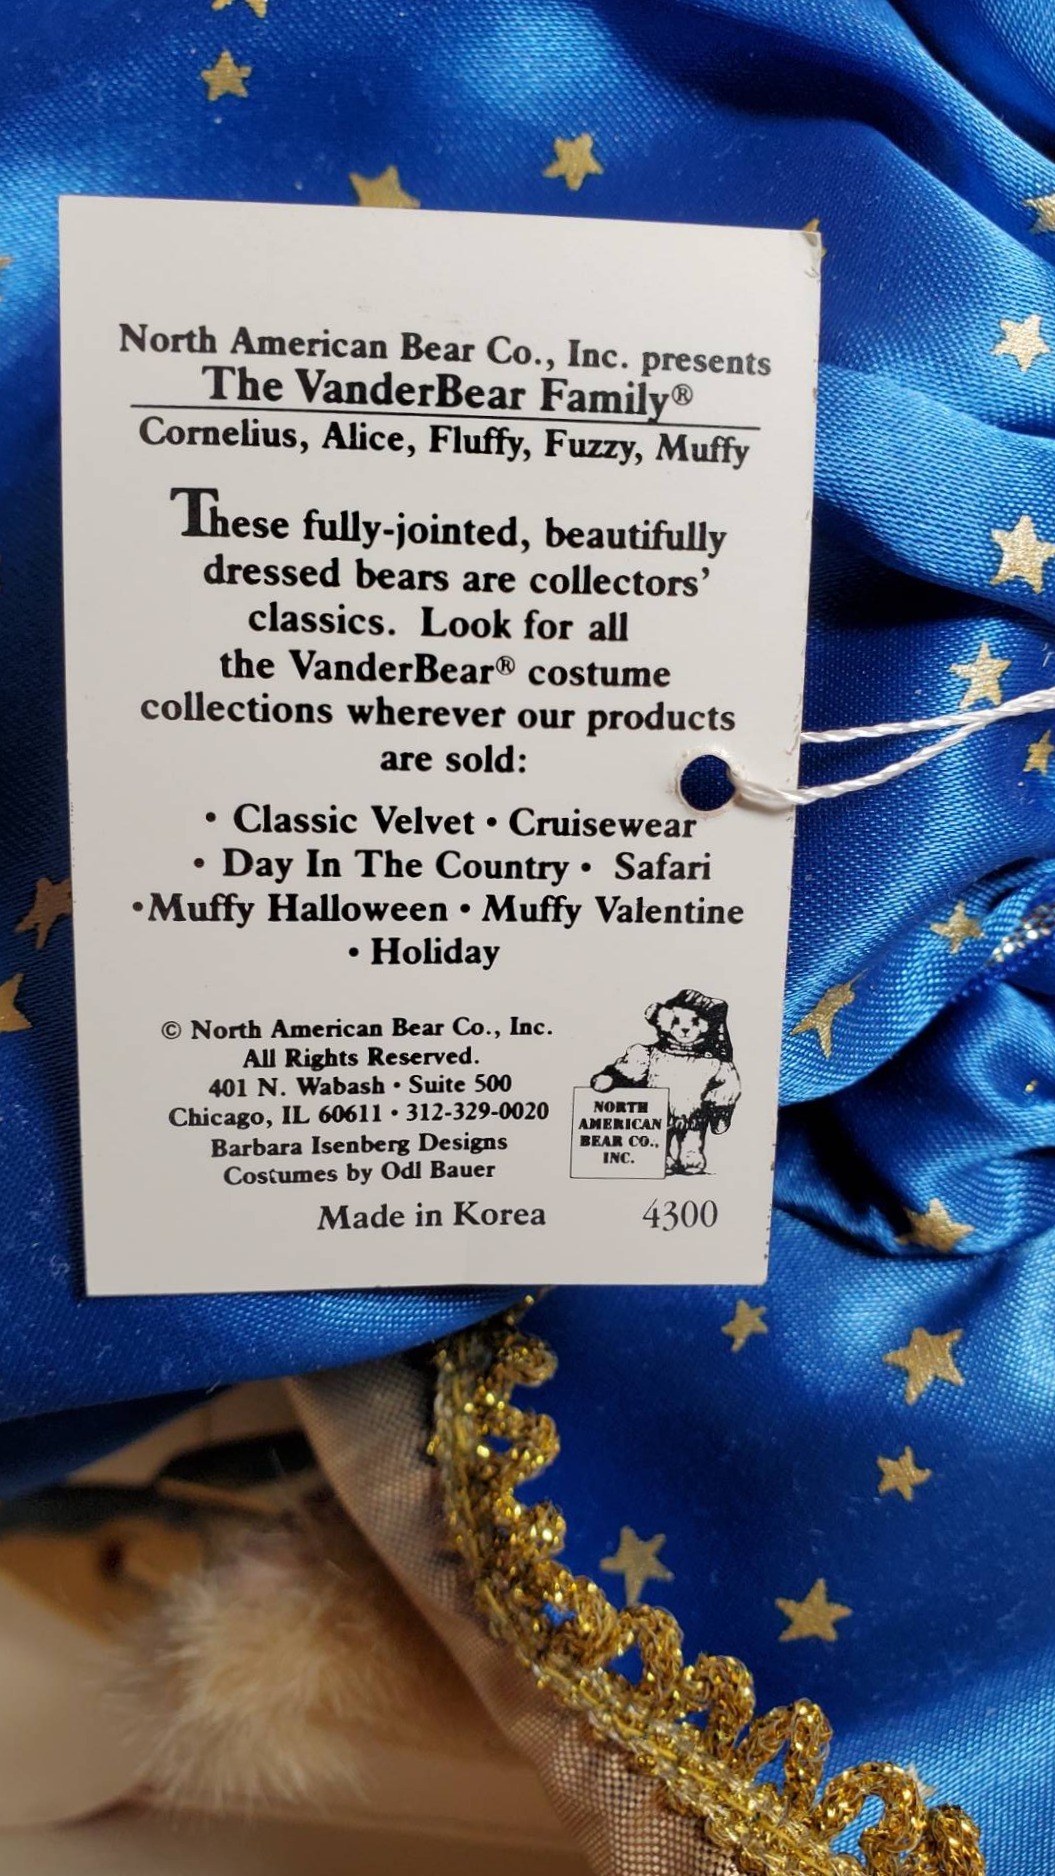 North American Bear Co., Inc. presents
The VanderBear Family®
Cornelius, Alice, Fluffy, Fuzzy, Muffy
These fully-jointed, beautifully
dressed bears are collectors’
classics. Look for all
the VanderBear® costume
collections wherever our products
are sold:
• Classic Velvet • Cruisewear
• Day In The Country • Safari
•Muffy Halloween • Muffy Valentine
• Holiday
© North American Bear Co., Inc.
All Rights Reserved.
401 N. Wabash • Suite 500
Chicago, IL 60611 • 312-329-0020
Barbara Isenberg Designs
Costumes by Odl Bauer
NORTH
AMERICAN
BEAR CO.,
INC.
Made in Korea 4300